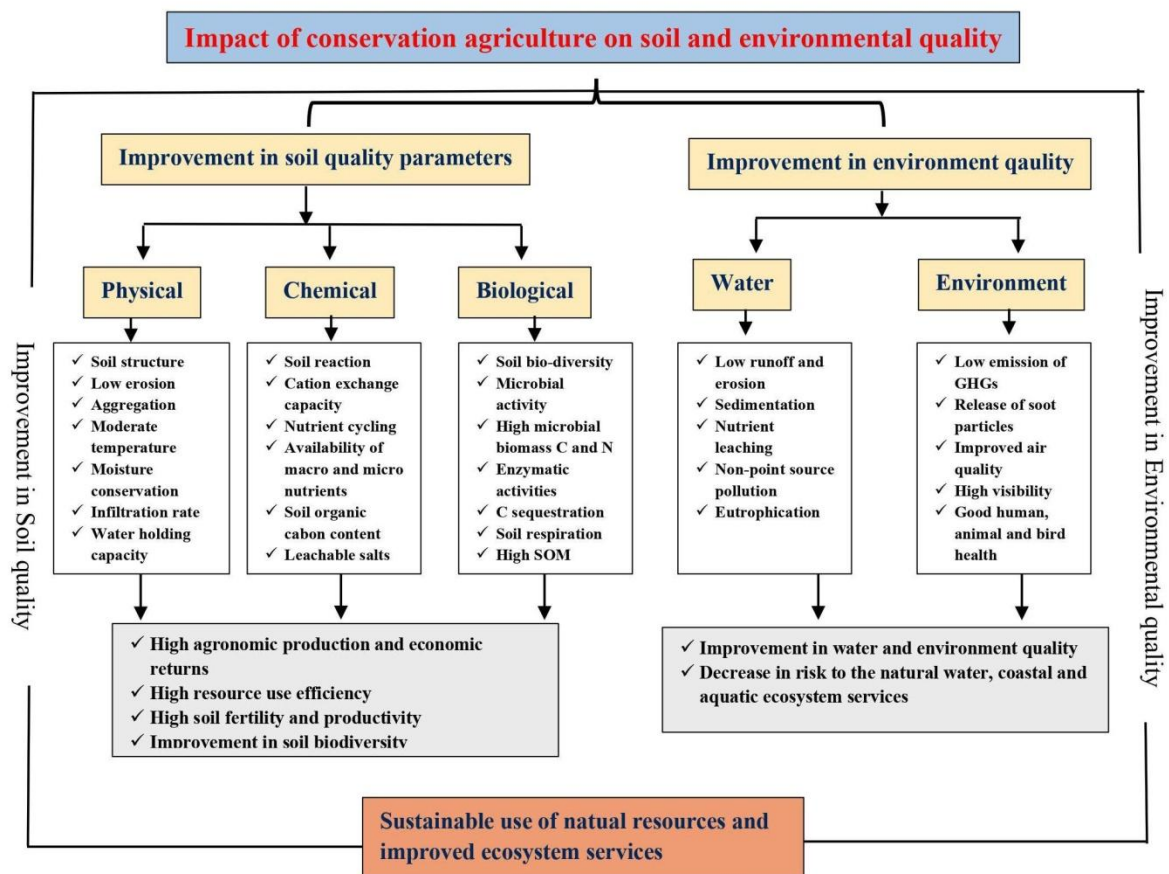 Impact of conservation agriculture on soil and environmental quality
Improvement in soil quality parameters
Improvement in environment qaulity
Physical
Chemical
Biological
Water
Environment
✓ Soil structure
✓ Low erosion
✓ Aggregation
✓ Moderate
temperature
✓ Moisture
conservation
✓ Infiltration rate
✓ Water holding
capacity
✓ Soil reaction
✓ Cation exchange
capacity
✓ Nutrient cycling
✓ Availability of
macro and micro
nutrients
✓ Soil organic
cabon content
✓ Leachable salts
✓ Soil bio-diversity
✓ Microbial
activity
✓ High microbial
biomass C and N
✓ Enzymatic
activities
✓ C sequestration
✓ Soil respiration
✓ High SOM
✓ Low runoff and
erosion
✓ Sedimentation
✓ Nutrient
leaching
✓ Non-point source
pollution
✓ Eutrophication
✓ Low emission of
GHGs
✓ Release of soot
particles
✓ Improved air
quality
✓ High visibility
✓ Good human,
animal and bird
health
Improvement in Soil quality
Improvement in Environmental quality
✓ High agronomic production and economic
returns
✓ High resource use efficiency
✓ High soil fertility and productivity
✓ Improvement in soil biodiversity
✓ Improvement in water and environment quality
✓ Decrease in risk to the natural water, coastal and
aquatic ecosystem services
Sustainable use of natual resources and
improved ecosystem services